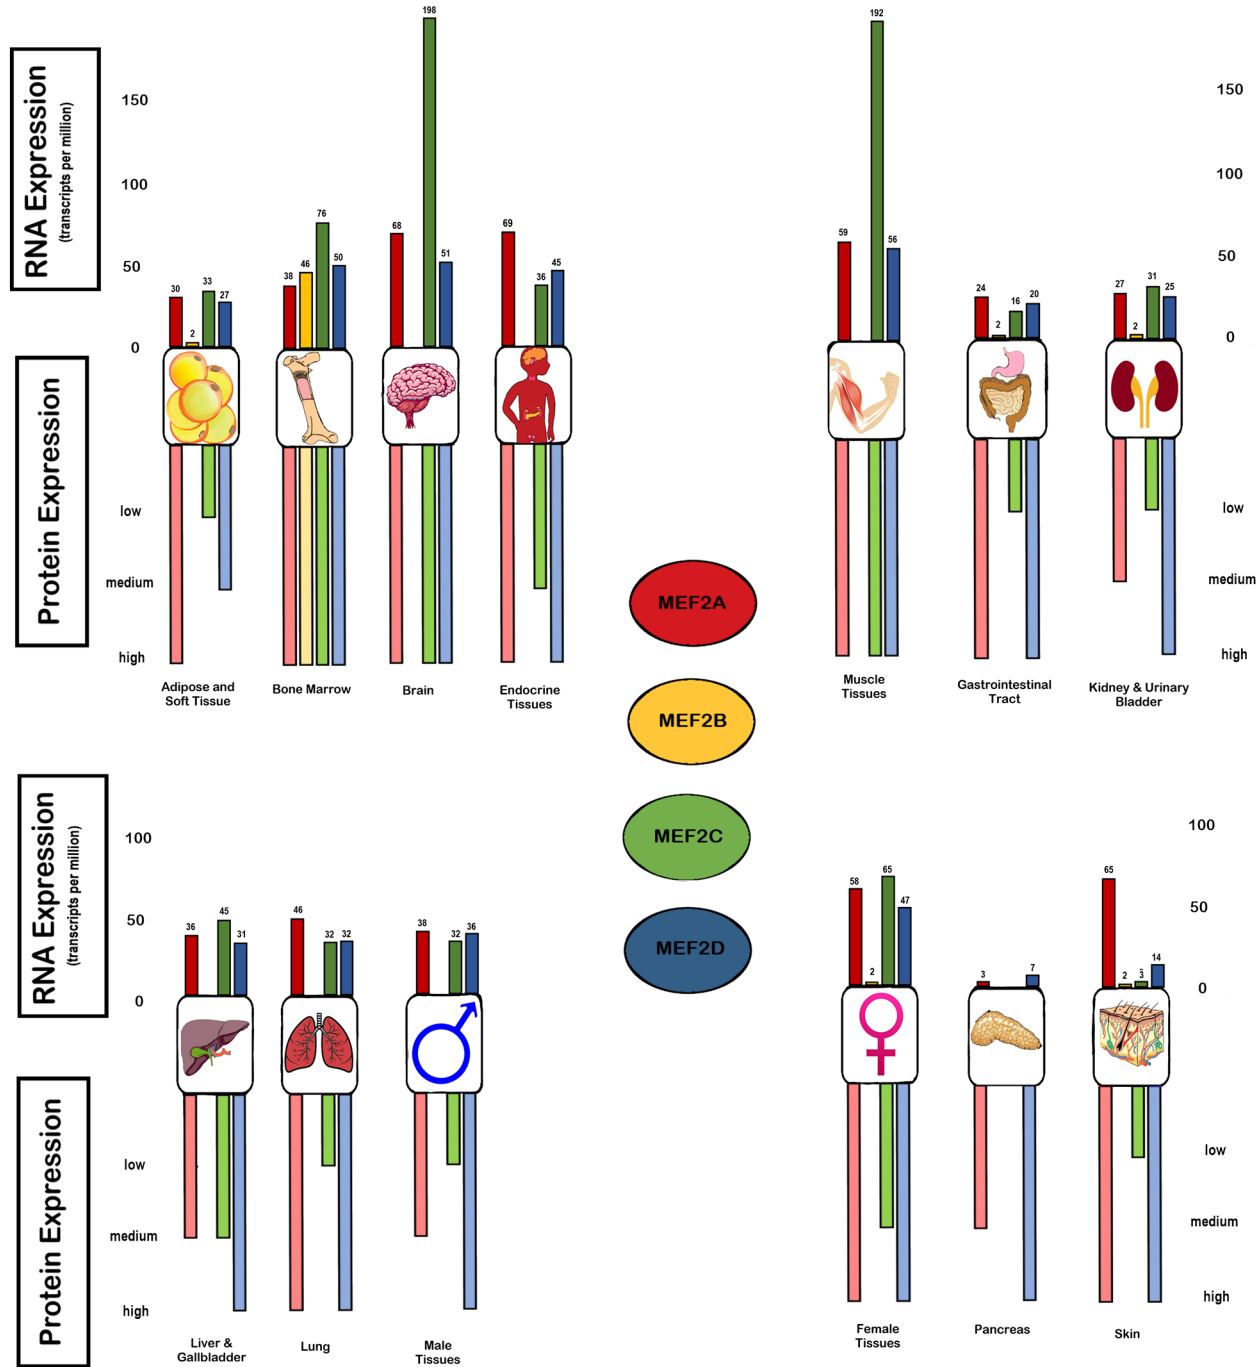 RNA Expression
(transcripts per million)
150
100
50
0
30
2
33
27
38
46
76
50
68
198
51
69
36
45
Protein Expression
low
medium
high
Adipose and
Soft Tissue
Bone Marrow
Brain
Endocrine
Tissues
59
192
56
24
2
16
20
27
2
31
25
150
100
50
0
low
medium
high
Muscle
Tissues
Gastrointestinal
Tract
Kidney & Urinary
Bladder
MEF2A
MEF2B
MEF2C
MEF2D
RNA Expression
(transcripts per million)
100
50
0
36
45
31
46
32
32
38
32
36
Protein Expression
low
medium
high
Liver &
Gallbladder
Lung
Male
Tissues
58
2
65
47
3
7
65
2
3
14
100
50
0
low
medium
high
Female
Tissues
Pancreas
Skin